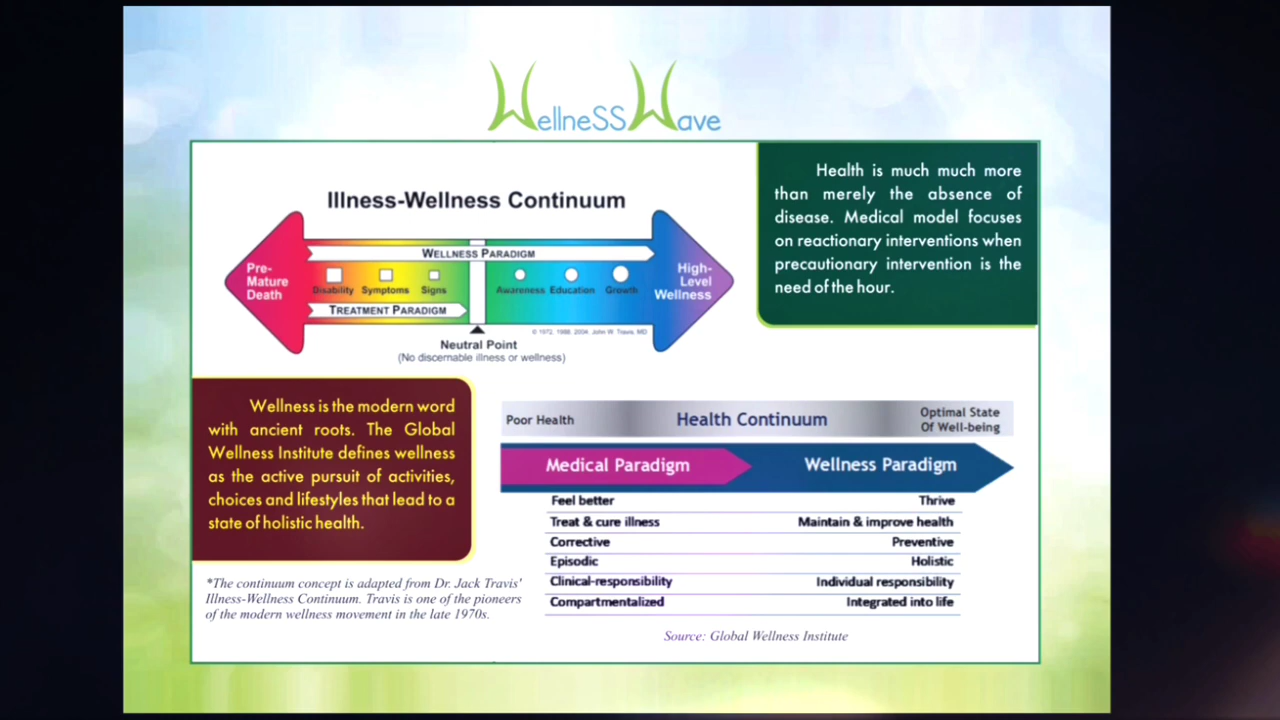 WellneSS Wave
Illness-Wellness Continuum
WELLNESS PARADIGM
Pre-
Mature
Death
Disability Symptoms Signs
Awareness Education Growth
High-
Level
Wellness
TREATMENT PARADIGM
© 1972, 1988, 2004, John W. Travis, MD
Neutral Point
(No discernable illness or wellness)
Health is much much more
than merely the absence of
disease. Medical model focuses
on reactionary interventions when
precautionary intervention is the
need of the hour.
Wellness is the modern word
with ancient roots. The Global
Wellness Institute defines wellness
as the active pursuit of activities,
choices and lifestyles that lead to a
state of holistic health.
*The continuum concept is adapted from Dr. Jack Travis'
Illness-Wellness Continuum. Travis is one of the pioneers
of the modern wellness movement in the late 1970s.
Poor Health
Health Continuum
Optimal State
Of Well-being
Medical Paradigm Wellness Paradigm
Feel better Thrive
Treat & cure illness Maintain & improve health
Corrective Preventive
Episodic Holistic
Clinical-responsibility Individual responsibility
Compartmentalized Integrated into life
Source: Global Wellness Institute